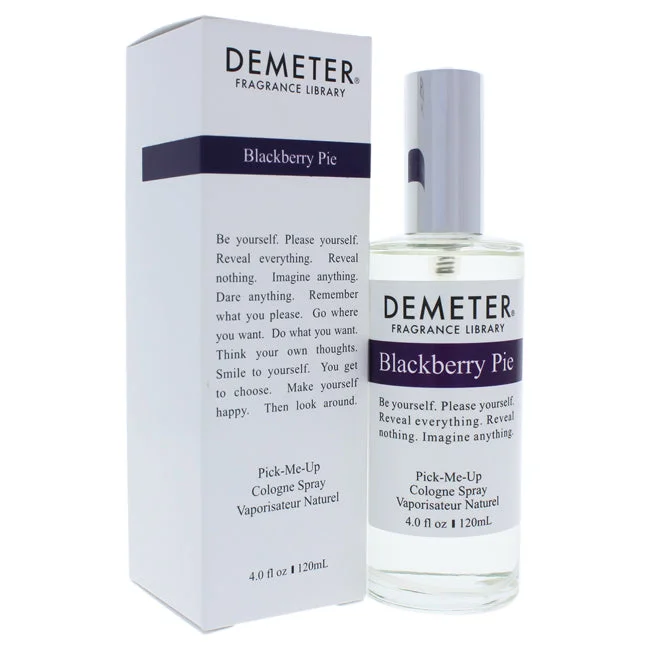 DEMETER®
FRAGRANCE LIBRARY
Blackberry Pie
Be yourself. Please yourself.
Reveal everything. Reveal
nothing. Imagine anything.
Dare anything. Remember
what you please. Go where
you want. Do what you want.
Think your own thoughts.
Smile to yourself. You get
to choose. Make yourself
happy. Then look around.
Pick-Me-Up
Cologne Spray
Vaporisateur Naturel
4.0 fl oz | 120mL
DEMETER®
FRAGRANCE LIBRARY
Blackberry Pie
Be yourself. Please yourself.
Reveal everything. Reveal
nothing. Imagine anything.
Pick-Me-Up
Cologne Spray
Vaporisateur Naturel
4.0 fl oz | 120mL